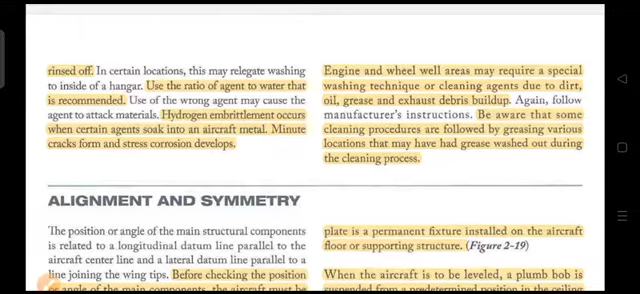 rinsed off. In certain locations, this may relegate washing
to inside of a hangar. Use the ratio of agent to water that
is recommended. Use of the wrong agent may cause the
agent to attack materials. Hydrogen embrittlement occurs
when certain agents soak into an aircraft metal. Minute
cracks form and stress corrosion develops.
Engine and wheel well areas may require a special
washing technique or cleaning agents due to dirt,
oil, grease and exhaust debris buildup. Again, follow
manufacturer's instructions. Be aware that some
cleaning procedures are followed by greasing various
locations that may have had grease washed out during
the cleaning process.
ALIGNMENT AND SYMMETRY
The position or angle of the main structural components
is related to a longitudinal datum line parallel to the
aircraft center line and a lateral datum line parallel to a
line joining the wing tips. Before checking the position
or angle of the main components, the aircraft must be
plate is a permanent fixture installed on the aircraft
floor or supporting structure. (Figure 2-19)
When the aircraft is to be leveled, a plumb bob is
suspended from a predetermined position in the ceiling